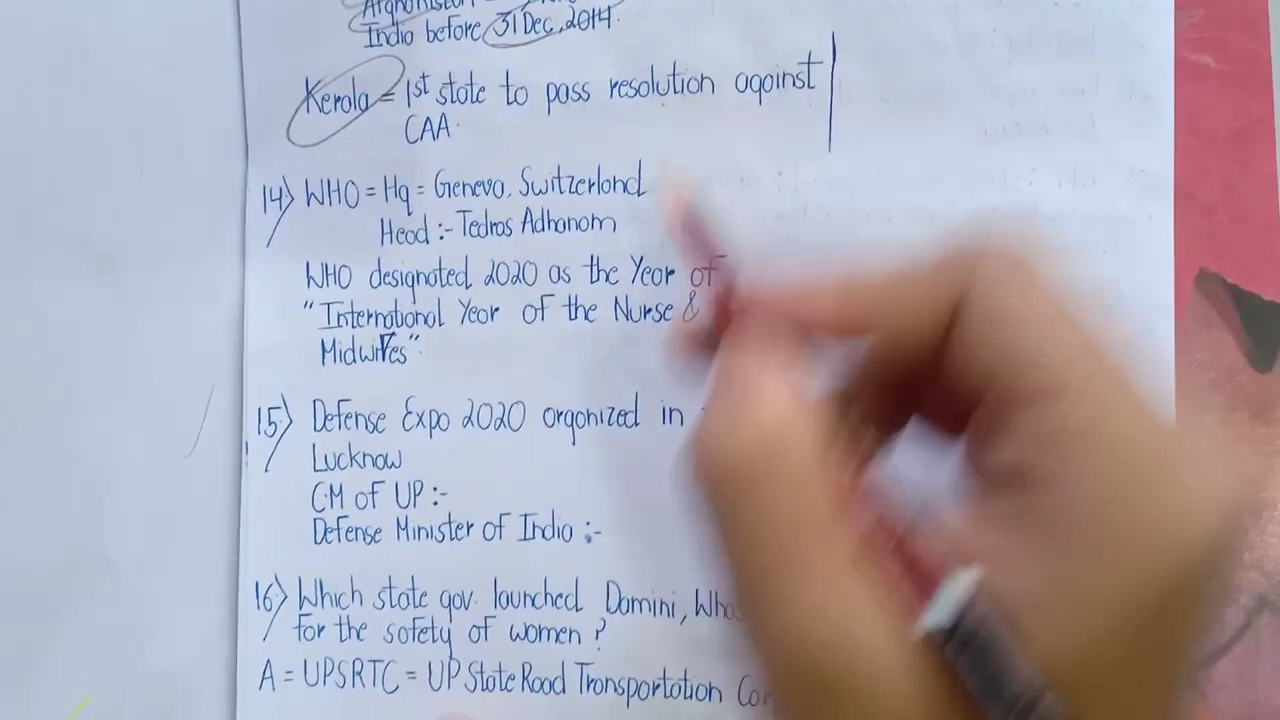 Afghanistan
India before 31 Dec, 2014.
Kerala = 1st state to pass resolution against
CAA.
14) WHO = Hq = Geneva, Switzerland
Head :- Tedros Adhanom
WHO designated 2020 as the Year of
"International Year of the Nurse &
Midwives".
15) Defense Expo 2020 organized in
Lucknow
C.M of UP :-
Defense Minister of India :-
16) Which state gov. launched Damini,
for the safety of women?
A = UPSRTC = UP State Road Transportation